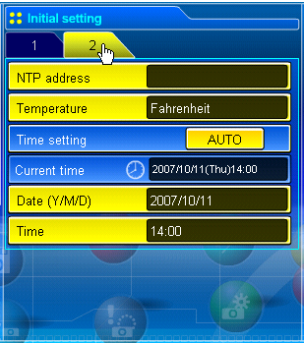 Initial setting
1 2
NTP address
Temperature Fahrenheit
Time setting AUTO
Current time 2007/10/11(Thu)14:00
Date (Y/M/D) 2007/10/11
Time 14:00